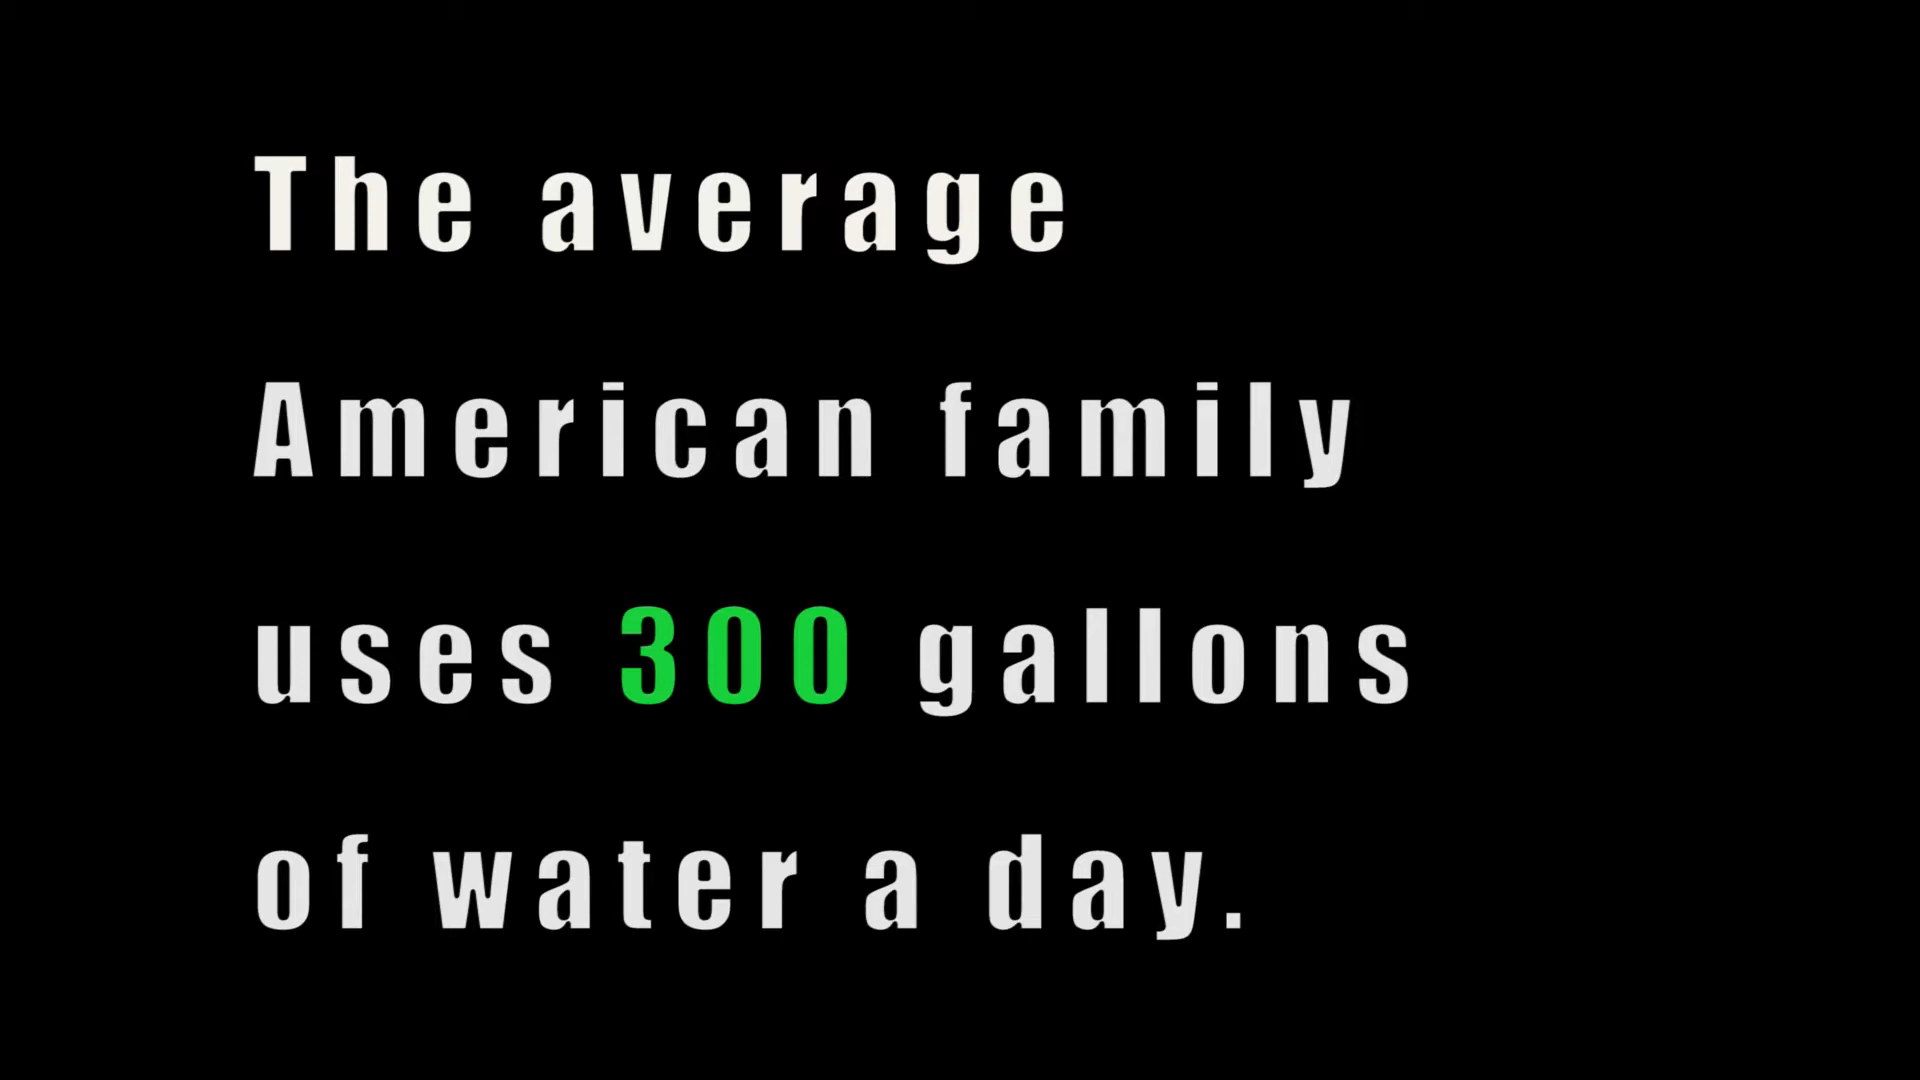 The average
American family
uses 300 gallons
of water a day.